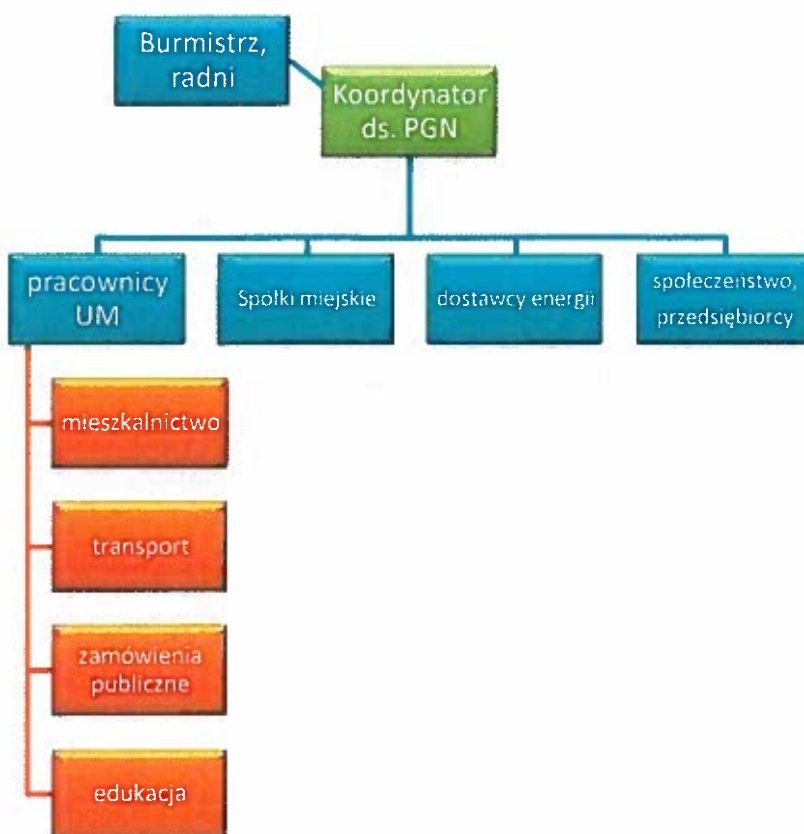 Burmistrz,
radni
Koordynator
ds. PGN
pracownicy
UM
Spółki miejskie
dostawcy energii
społeczeństwo,
przedsiębiorcy
mieszkalnictwo
transport
zamówienia
publiczne
edukacja